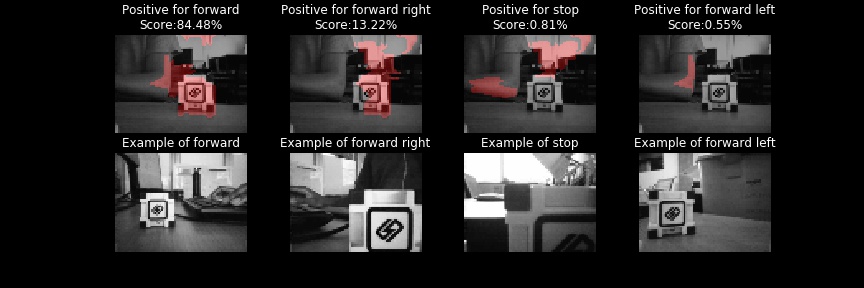 Positive for forward
Score:84.48%
Positive for forward right
Score:13.22%
Positive for stop
Score:0.81%
Positive for forward left
Score:0.55%
Example of forward
Example of forward right
Example of stop
Example of forward left